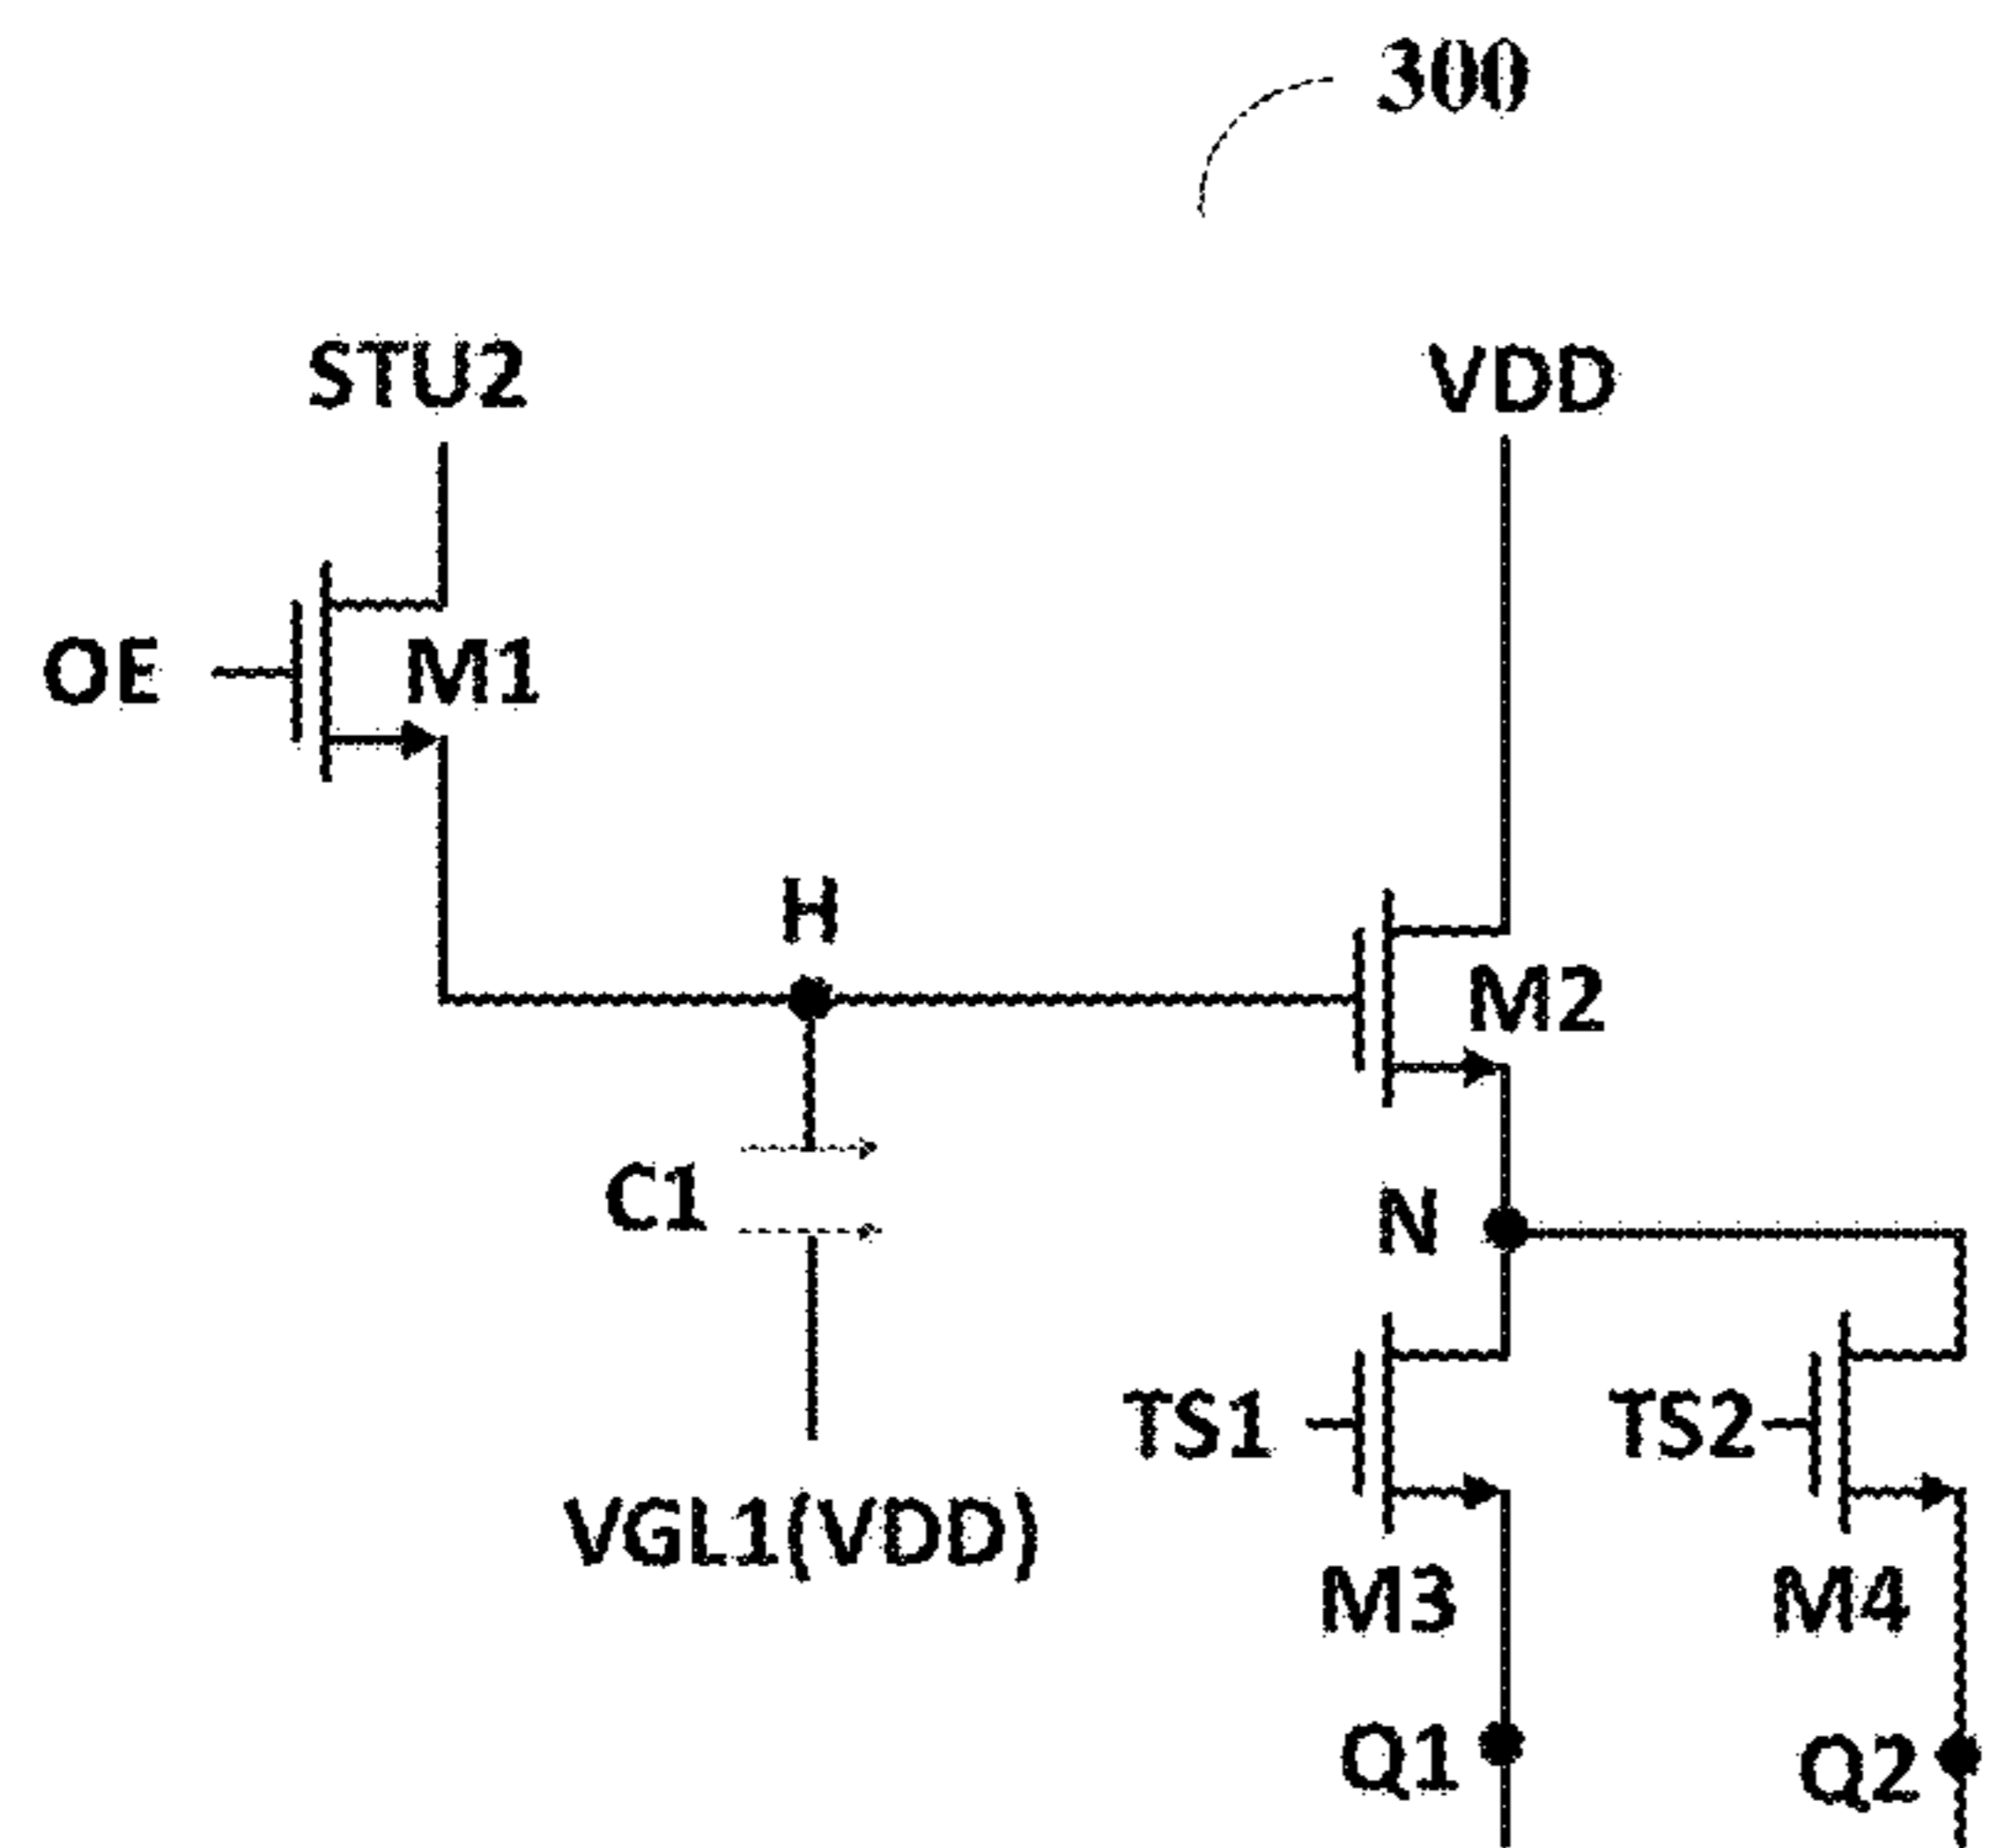 300
STU2
VDD
OE
M1
H
M2
C1
N
TS1
TS2
VGL1(VDD)
M3
M4
Q1
Q2